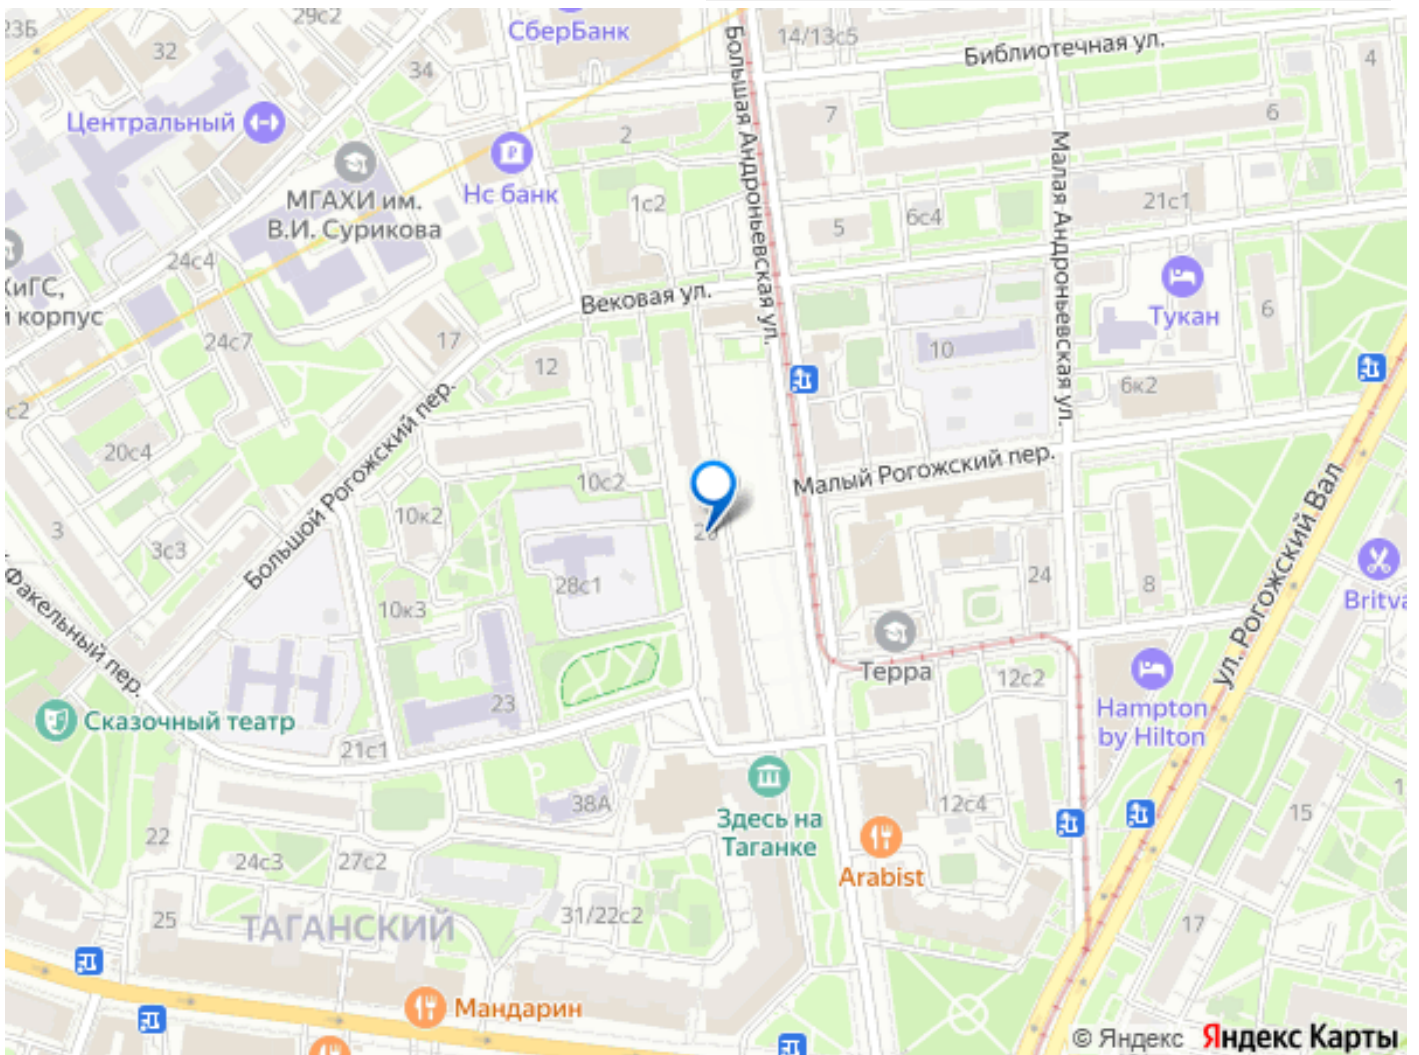 23Б
29с2
СберБанк
14/13с5
Библиотечная ул.
4
32
34
Большая Андроньевская ул.
7
6
Центральный
2
Малая Андроньевская ул.
МГАХИ им.
В.И. Сурикова
Нс банк
1с2
5
6с4
21с1
24с4
ХиГС,
й корпус
Вековая ул.
Тукан
6
24с7
17
12
10
6к2
с2
20с4
Большой Рогожский пер.
10с2
Малый Рогожский пер.
ул. Рогожский Вал
3
3с3
10к2
28с1
24
8
Britva
Факельный пер.
10к3
Терра
12с2
Hampton
by Hilton
23
Сказочный театр
21с1
38А
Здесь на
Таганке
12с4
15
1
22
24с3
27с2
Arabist
25
ТАГАНСКИЙ
31/22с2
17
Мандарин
© Яндекс Яндекс Карты